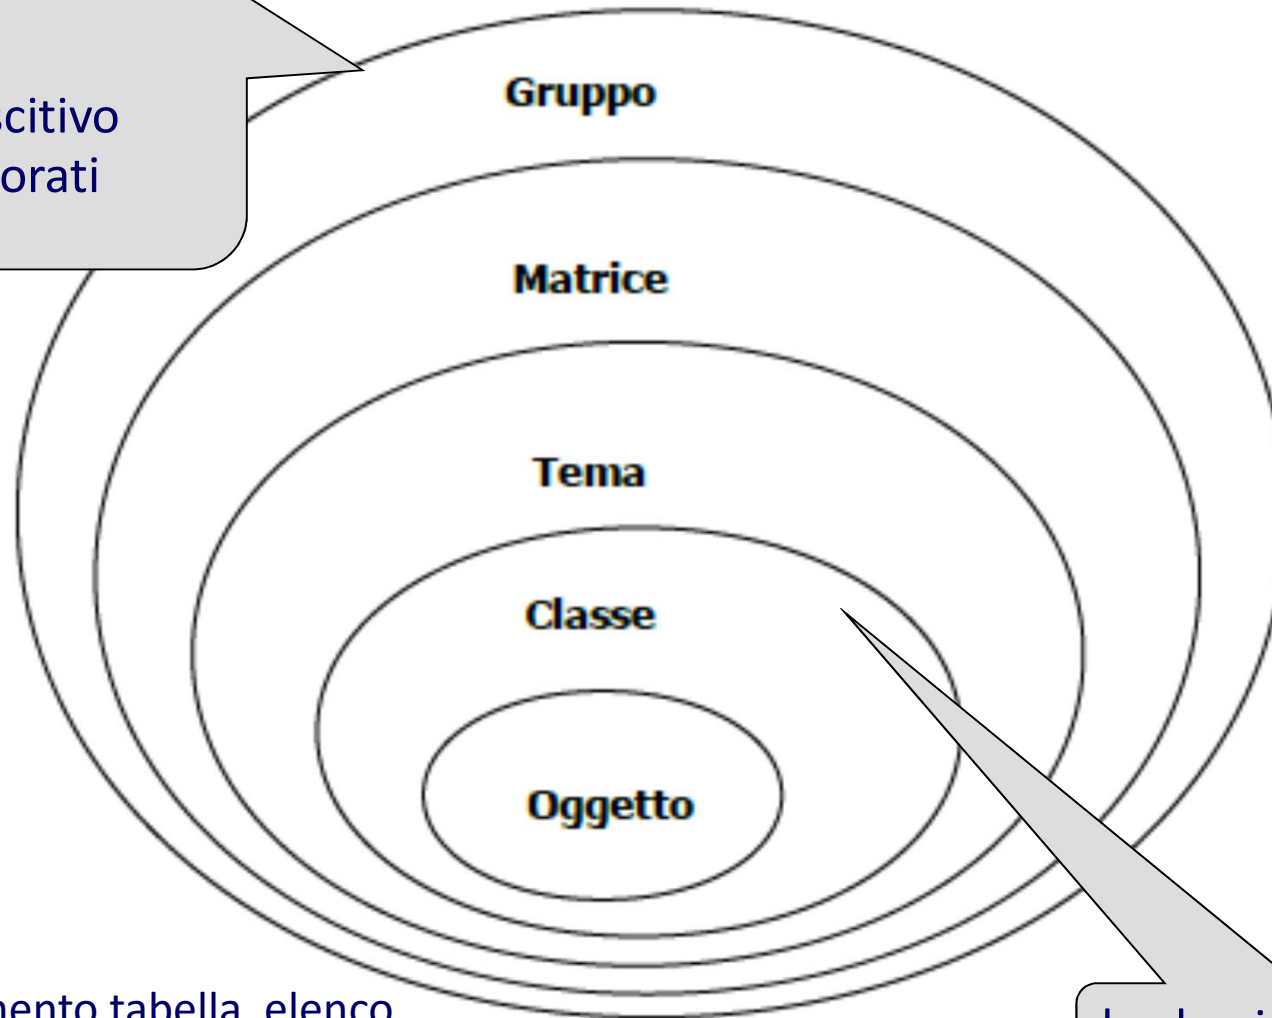 Gruppo
scitivo
orati
Matrice
Tema
Classe
Oggetto
mento tabella, elenco